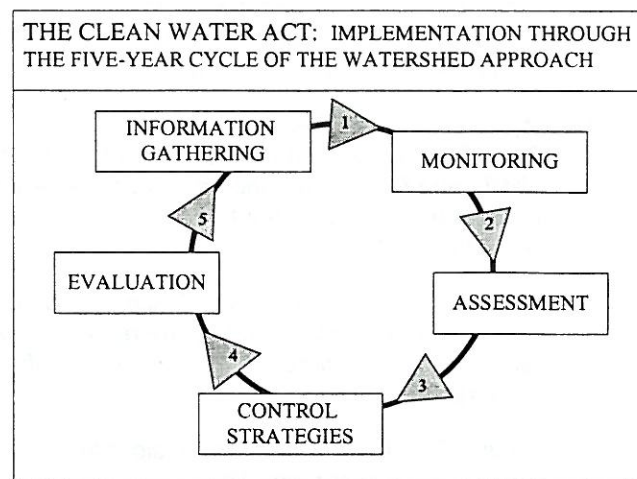 THE CLEAN WATER ACT: IMPLEMENTATION THROUGH
THE FIVE-YEAR CYCLE OF THE WATERSHED APPROACH
INFORMATION
GATHERING
1
MONITORING
2
ASSESSMENT
3
CONTROL
STRATEGIES
4
EVALUATION
5